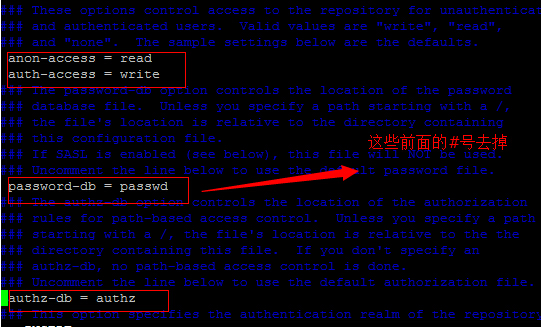 ### These options control access to the repository for unauthenticat
### and authenticated users.  Valid values are "write", "read",
### and "none".  The sample settings below are the defaults.
anon-access = read
auth-access = write
### The password-db option controls the location of the password
### database file.  Unless you specify a path starting with a /,
### the file's location is relative to the directory containing
### this configuration file.
### If SASL is enabled (see below), this file will NOT be used.
### Uncomment the line below to use the default password file.
password-db = passwd
### The authz-db option controls the location of the authorization
### rules for path-based access control.  Unless you specify a path
### starting with a /, the file's location is relative to the the
### directory containing this file.  If you don't specify an
### authz-db, no path-based access control is done.
### Uncomment the line below to use the default authorization file.
authz-db = authz
### This option specifies the authentication realm of the repository
这些前面的#号去掉